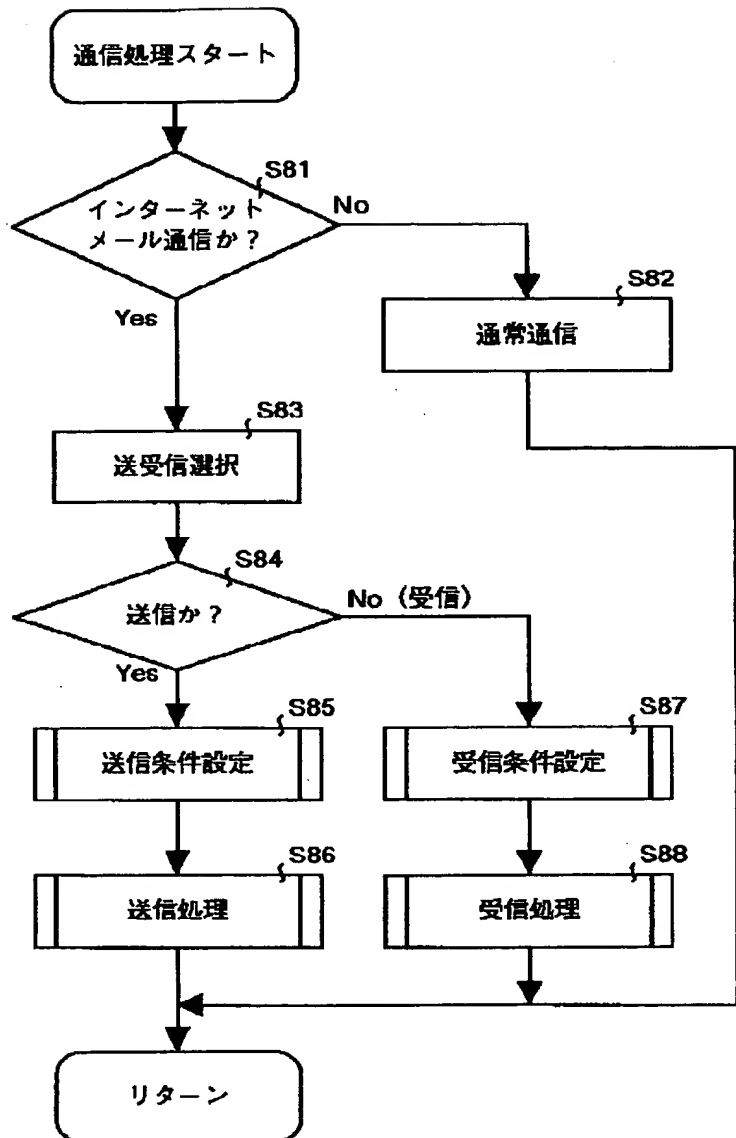 通信処理スタート
S81
インターネット
メール通信か？
No
Yes
S82
通常通信
S83
送受信選択
S84
送信か？
No（受信）
Yes
S85
送信条件設定
S87
受信条件設定
S86
送信処理
S88
受信処理
リターン